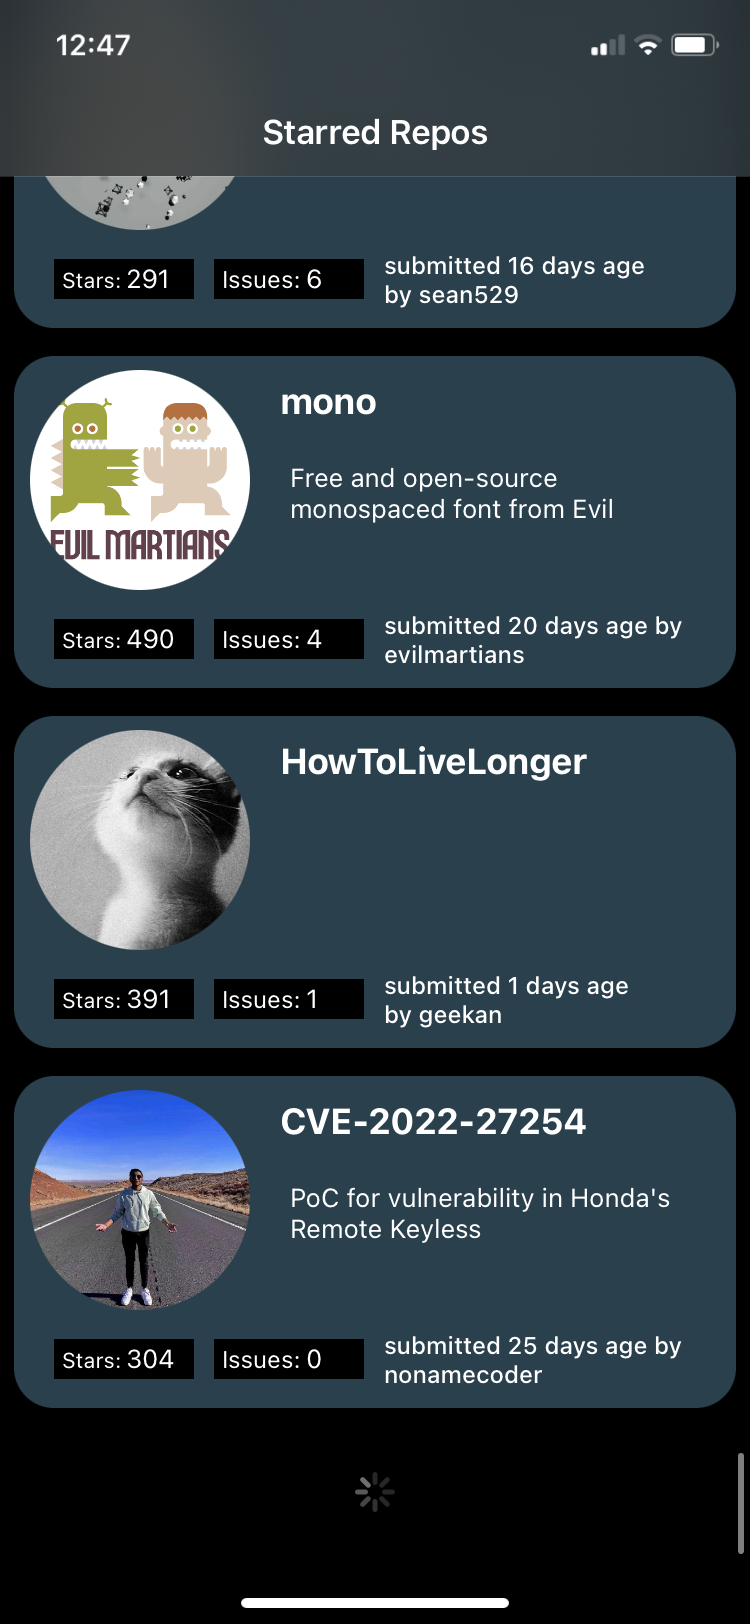 12:47
Starred Repos
Stars: 291
Issues: 6
submitted 16 days age
by sean529
mono
Free and open-source
monospaced font from Evil
EVIL MARTIANS
Stars: 490
Issues: 4
submitted 20 days age by
evilmartians
HowToLiveLonger
Stars: 391
Issues: 1
submitted 1 days age
by geekan
CVE-2022-27254
PoC for vulnerability in Honda's
Remote Keyless
Stars: 304
Issues: 0
submitted 25 days age by
nonamecoder